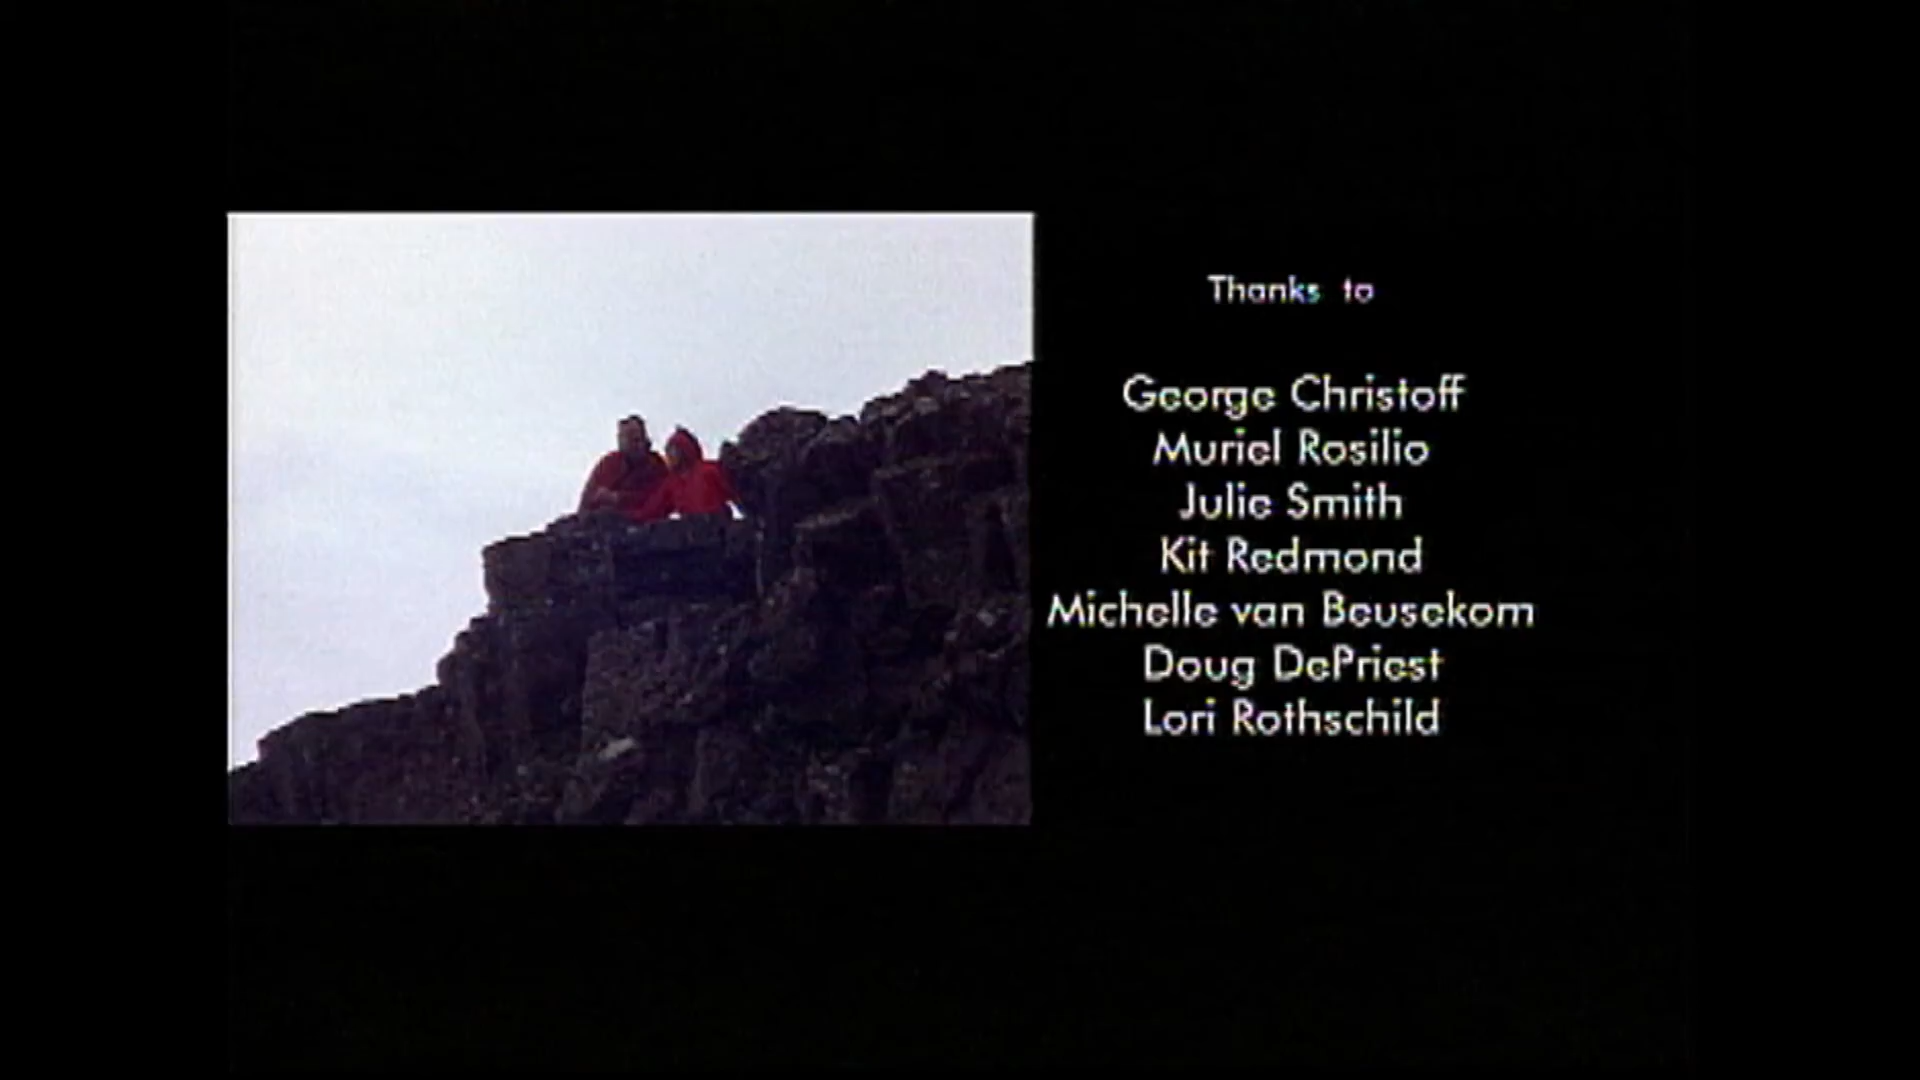 Thanks to
George Christoff
Muriel Rosilio
Julie Smith
Kit Redmond
Michelle van Beusekom
Doug DePriest
Lori Rothschild